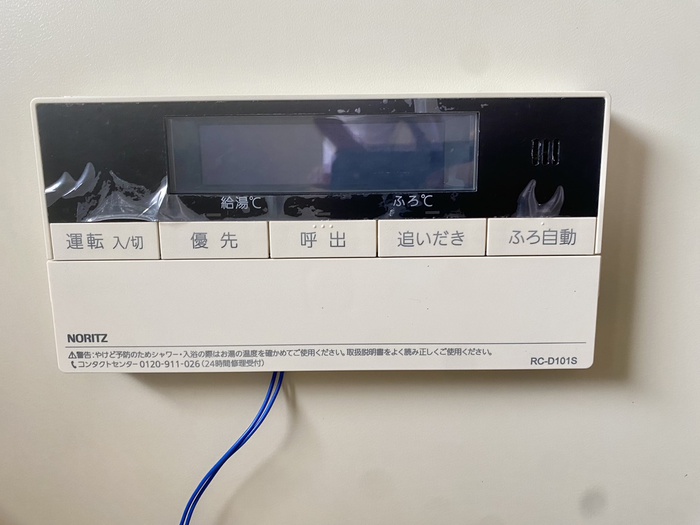 給湯℃ ふろ℃
運転 入/切 優先 呼出 追いだき ふろ自動
NORITZ
⚠警告:やけど予防のためシャワー・入浴の際はお湯の温度を確かめてご使用ください。取扱説明書をよく読み正しくご使用ください。
コンタクトセンター 0120-911-026 (24時間修理受付)
RC-D101S